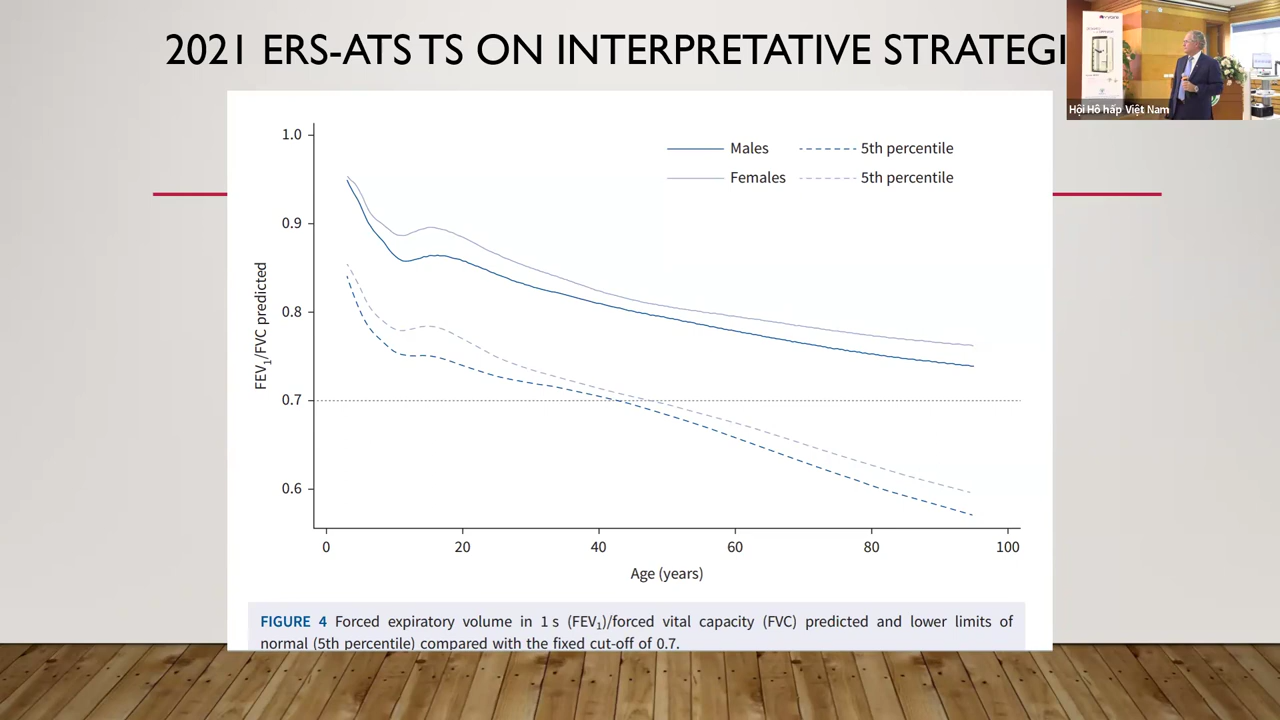 2021 ERS-ATS TS ON INTERPRETATIVE STRATEGI
Hội Hô hấp Việt Nam
1.0
0.9
0.8
0.7
0.6
FEV1/FVC predicted
Males
5th percentile
Females
5th percentile
0
20
40
60
80
100
Age (years)
FIGURE 4 Forced expiratory volume in 1 s (FEV1)/forced vital capacity (FVC) predicted and lower limits of
normal (5th percentile) compared with the fixed cut-off of 0.7.